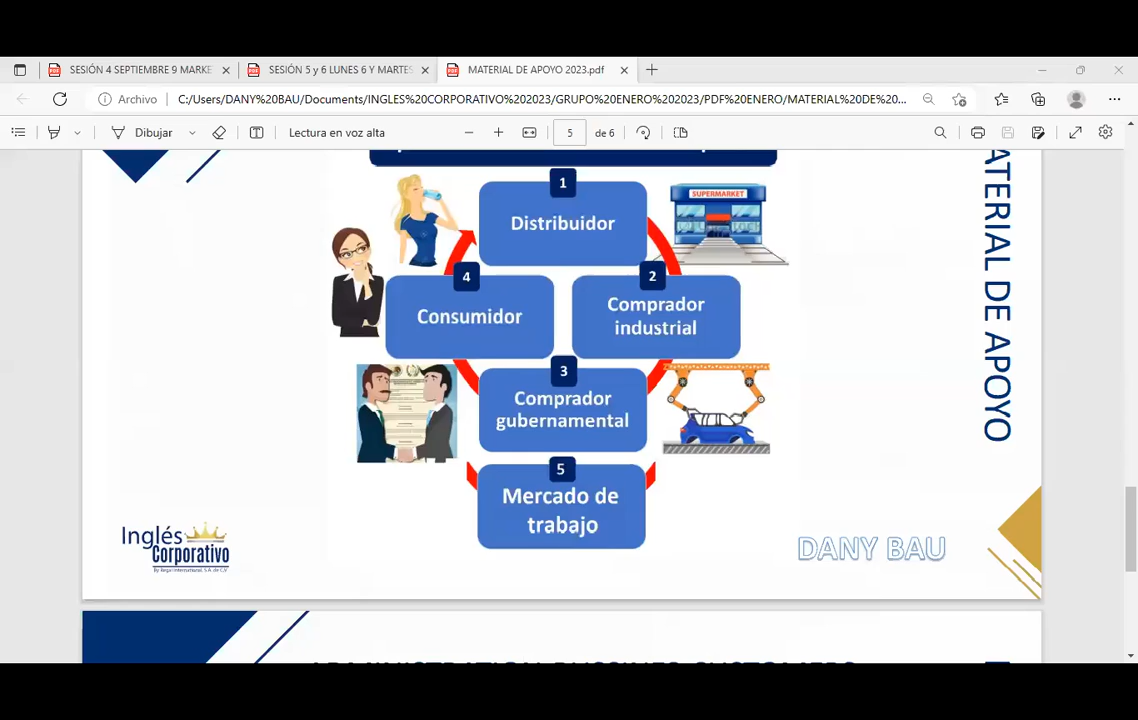 SESIÓN 4 SEPTIEMBRE 9 MARKE
SESIÓN 5 y 6 LUNES 6 Y MARTES
MATERIAL DE APOYO 2023.pdf
Archivo
C:/Users/DANY%20BAU/Documents/INGLES%20CORPORATIVO%202023/GRUPO%20ENERO%202023/PDF%20ENERO/MATERIAL%20DE%20...
Dibujar
Lectura en voz alta
5
de 6
1
Distribuidor
SUPERMARKET
4
Consumidor
2
Comprador
industrial
3
Comprador
gubernamental
5
Mercado de
trabajo
ATERIAL DE APOYO
Inglés
Corporativo
DANY BAU